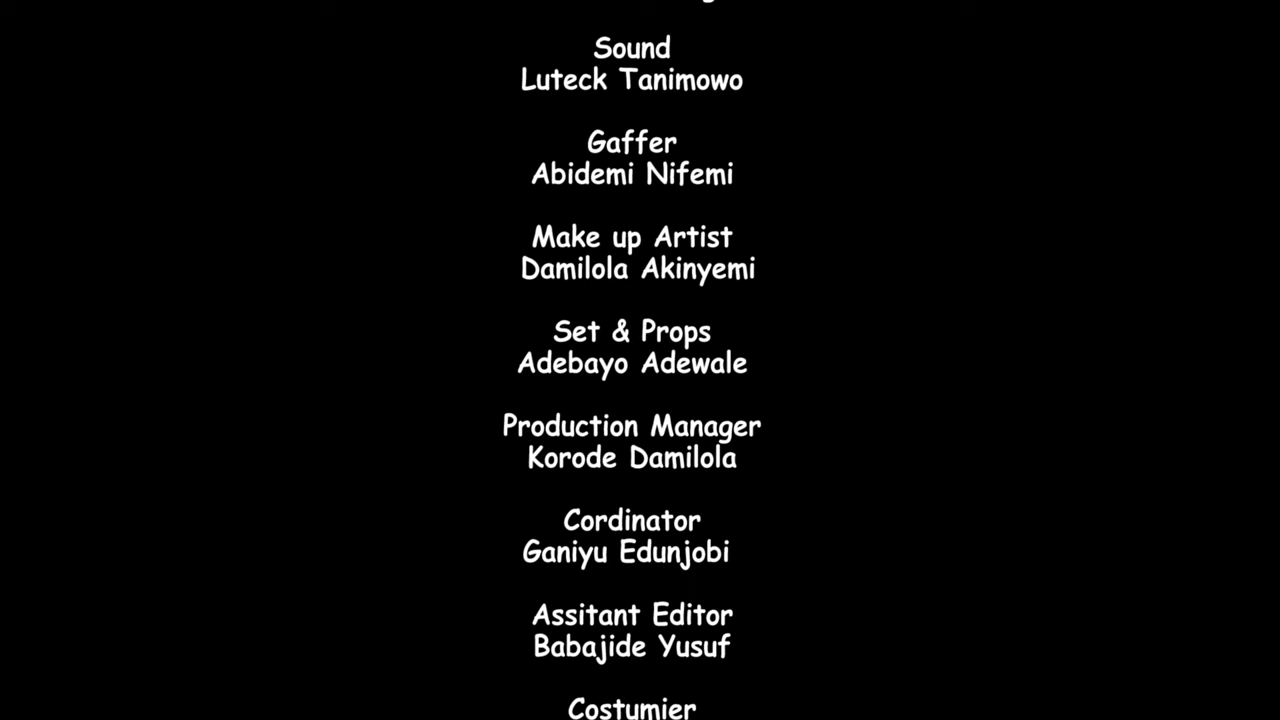 Sound
Luteck Tanimowo
Gaffer
Abidemi Nifemi
Make up Artist
Damilola Akinyemi
Set & Props
Adebayo Adewale
Production Manager
Korode Damilola
Cordinator
Ganiyu Edunjobi
Assitant Editor
Babajide Yusuf
Costumier